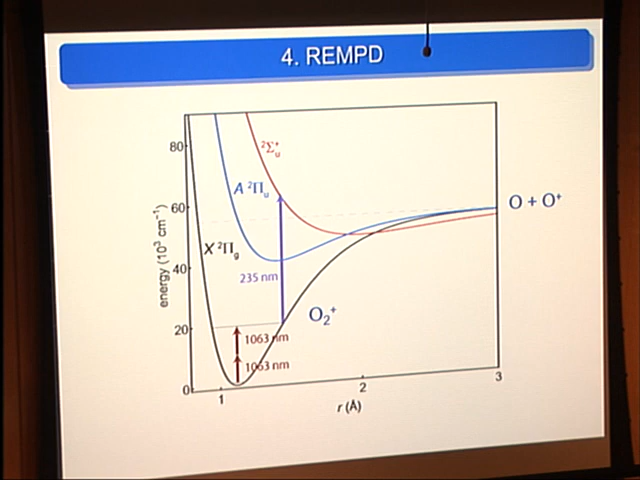 4. REMPD
energy (10³ cm⁻¹)
80
60
40
20
0
²Σᵤ⁺
A ²Πᵤ
X ²Π_g
235 nm
1063 nm
1063 nm
O₂⁺
O + O⁺
1
2
3
r (Å)